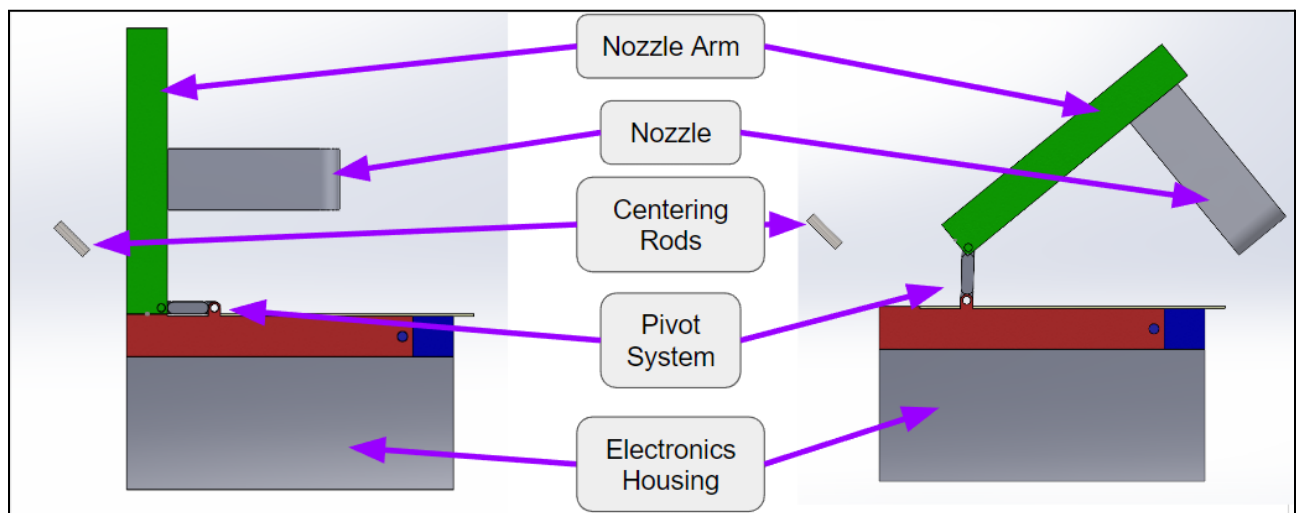 Nozzle Arm
Nozzle
Centering
Rods
Pivot
System
Electronics
Housing